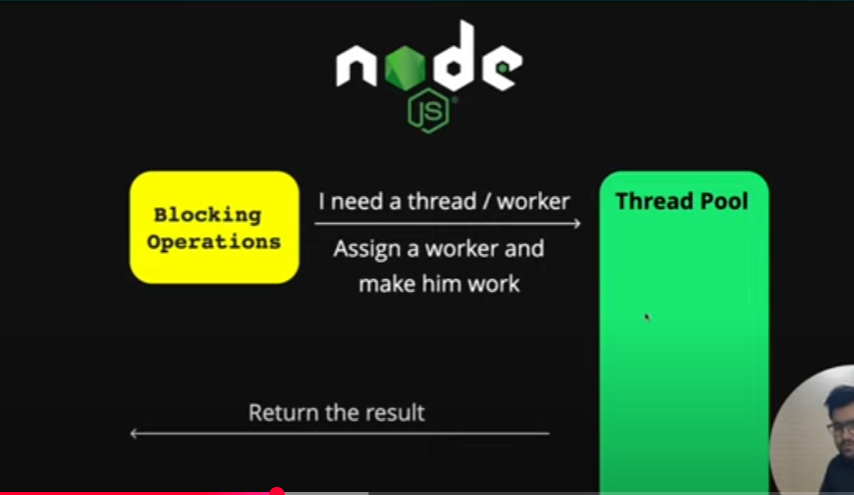 node
JS
Blocking
Operations
I need a thread / worker
Assign a worker and
make him work
Thread Pool
Return the result